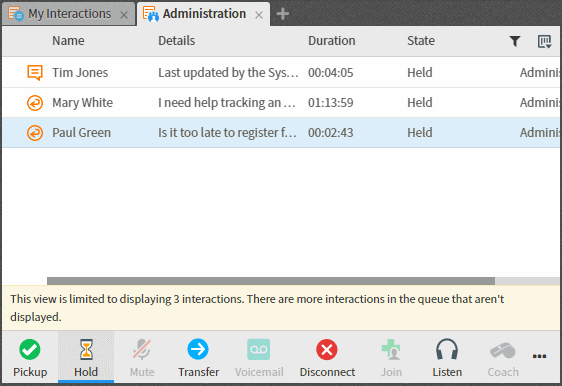 My Interactions
Administration
Name Details Duration State
Tim Jones Last updated by the Sys… 00:04:05 Held Adminis
Mary White I need help tracking an … 01:13:59 Held Adminis
Paul Green Is it too late to register f… 00:02:43 Held Adminis
This view is limited to displaying 3 interactions. There are more interactions in the queue that aren't
displayed.
Pickup Hold Mute Transfer Voicemail Disconnect Join Listen Coach